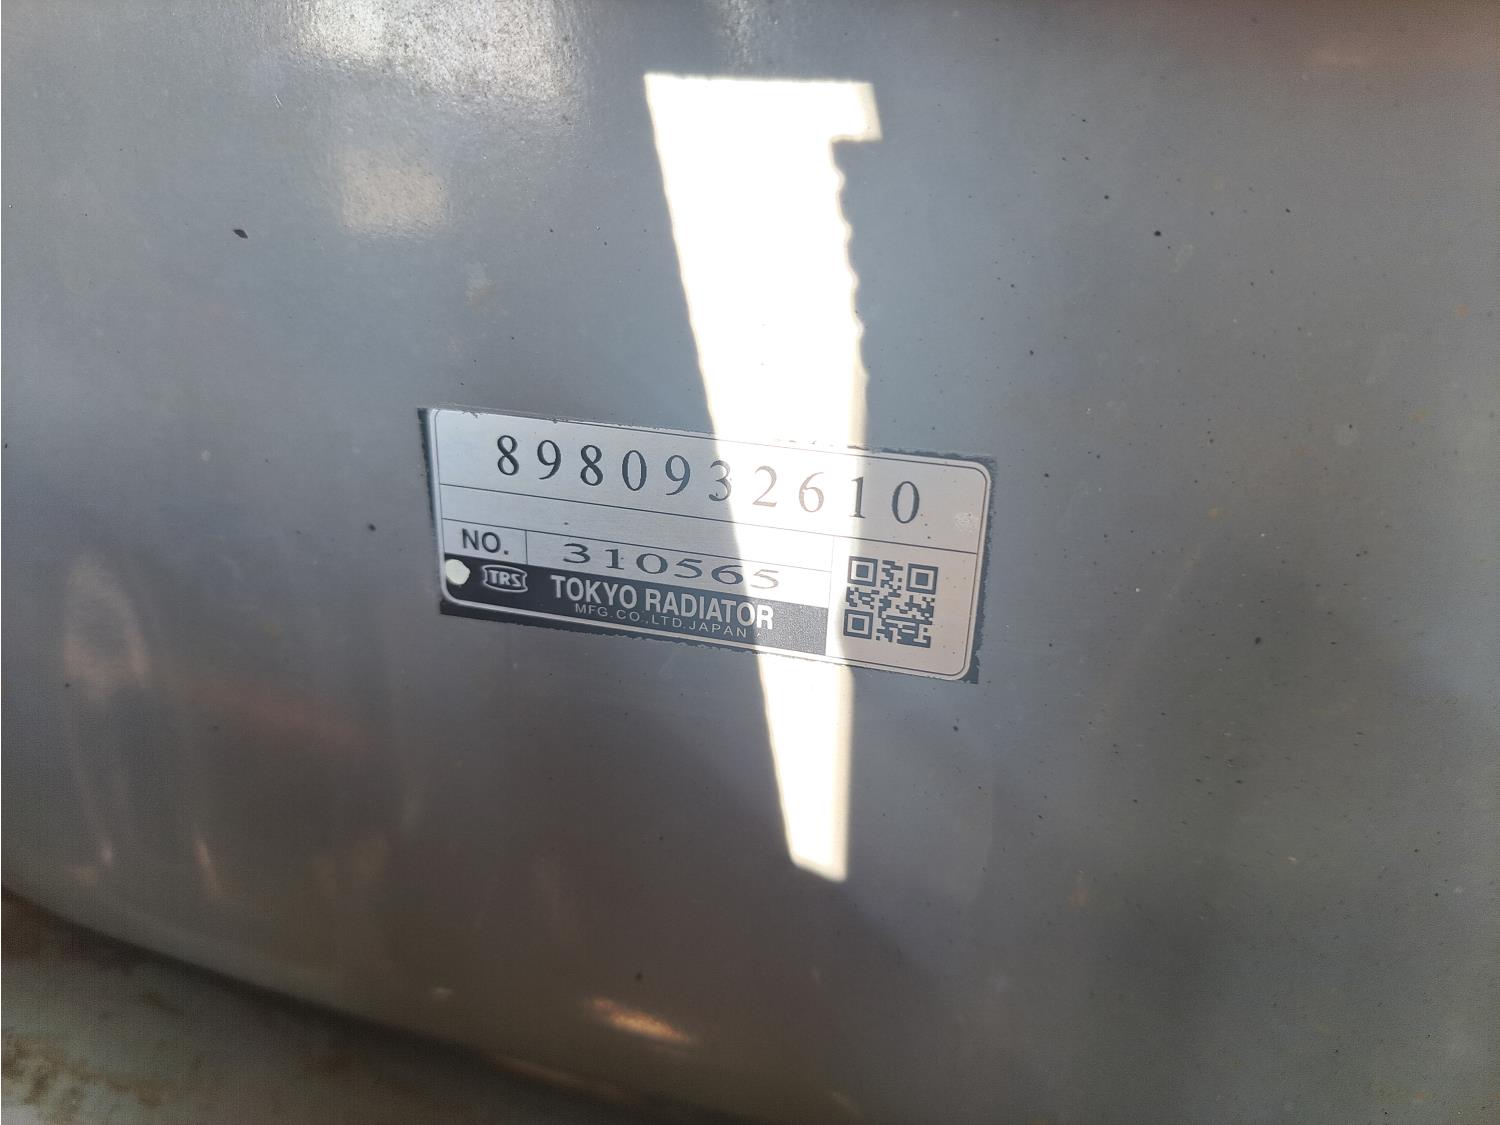 8980932610
NO. 310565
TRS TOKYO RADIATOR
MFG.CO.,LTD.JAPAN